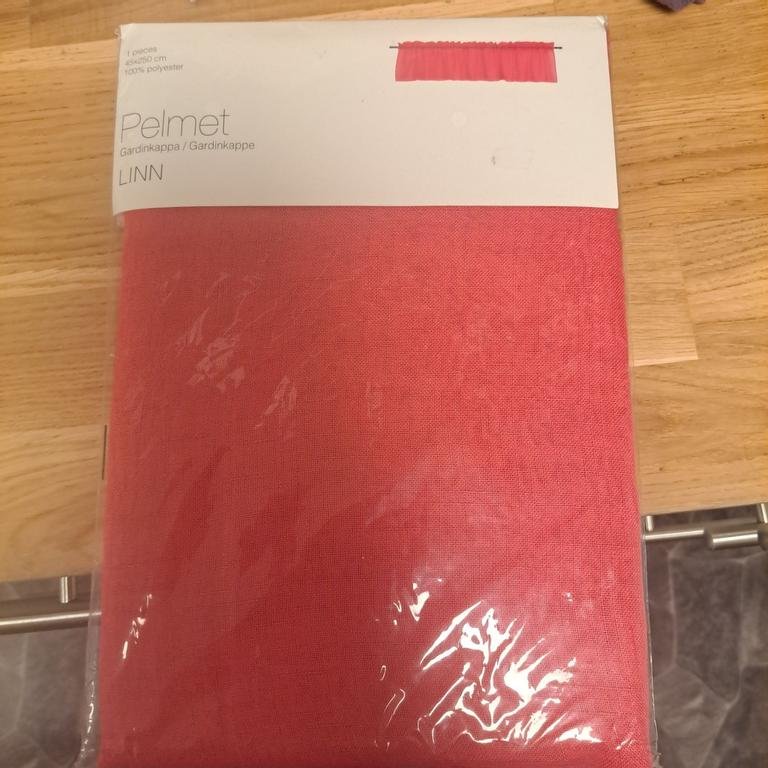 1 pieces
45x250 cm
100% polyester
Pelmet
Gardinkappa / Gardinkappe
LINN